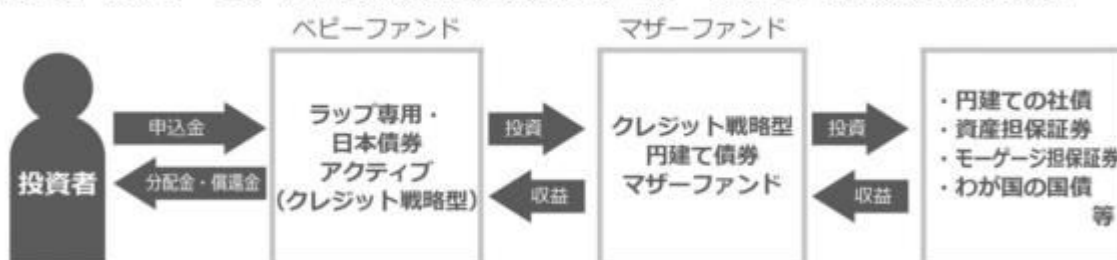 ベビーファンド
マザーファンド
投資者
申込金
分配金・償還金
ラップ専用・
日本債券
アクティブ
(クレジット戦略型)
投資
収益
クレジット戦略型
円建て債券
マザーファンド
投資
収益
・円建ての社債
・資産担保証券
・モーゲージ担保証券
・わが国の国債
等